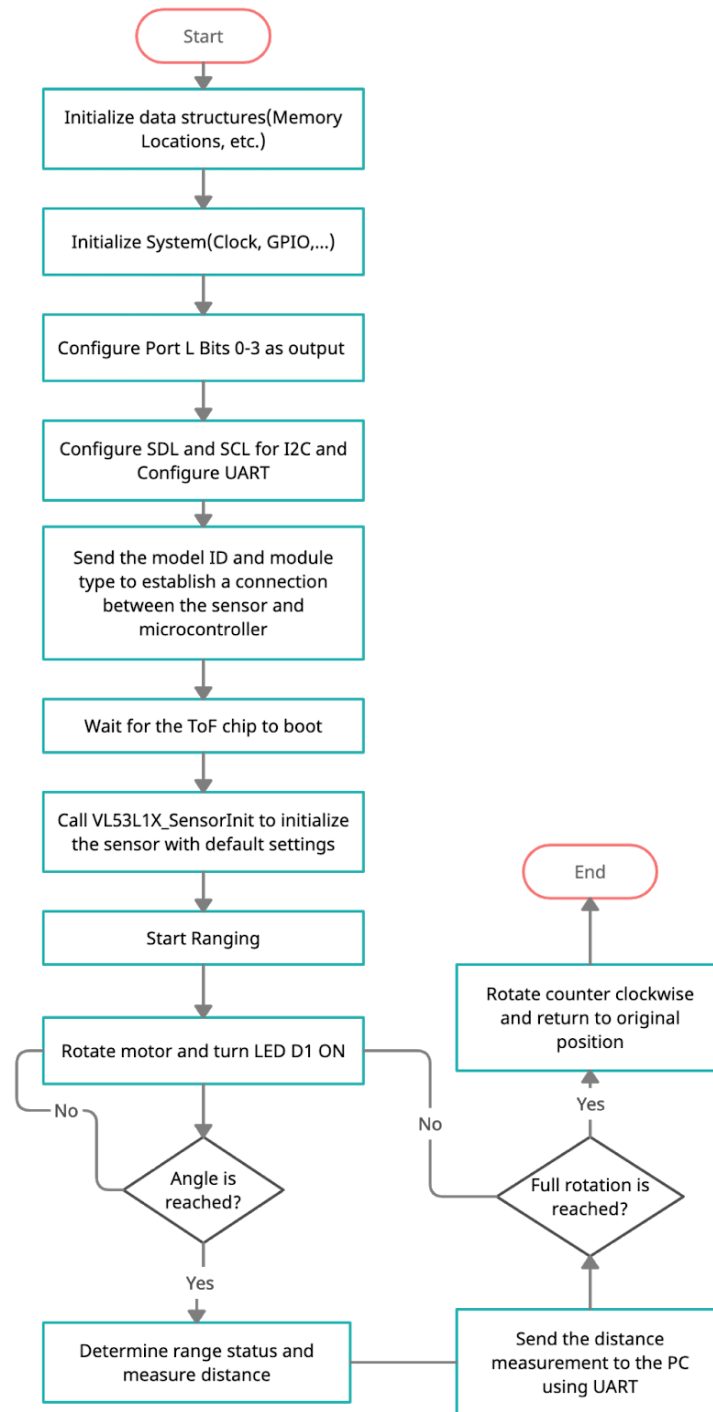 Start
Initialize data structures(Memory
Locations, etc.)
Initialize System(Clock, GPIO,...)
Configure Port L Bits 0-3 as output
Configure SDL and SCL for I2C and
Configure UART
Send the model ID and module
type to establish a connection
between the sensor and
microcontroller
Wait for the ToF chip to boot
Call VL53L1X_SensorInit to initialize
the sensor with default settings
Start Ranging
Rotate motor and turn LED D1 ON
No
Angle is
reached?
Yes
Determine range status and
measure distance
Send the distance
measurement to the PC
using UART
Full rotation is
reached?
No
Yes
Rotate counter clockwise
and return to original
position
End